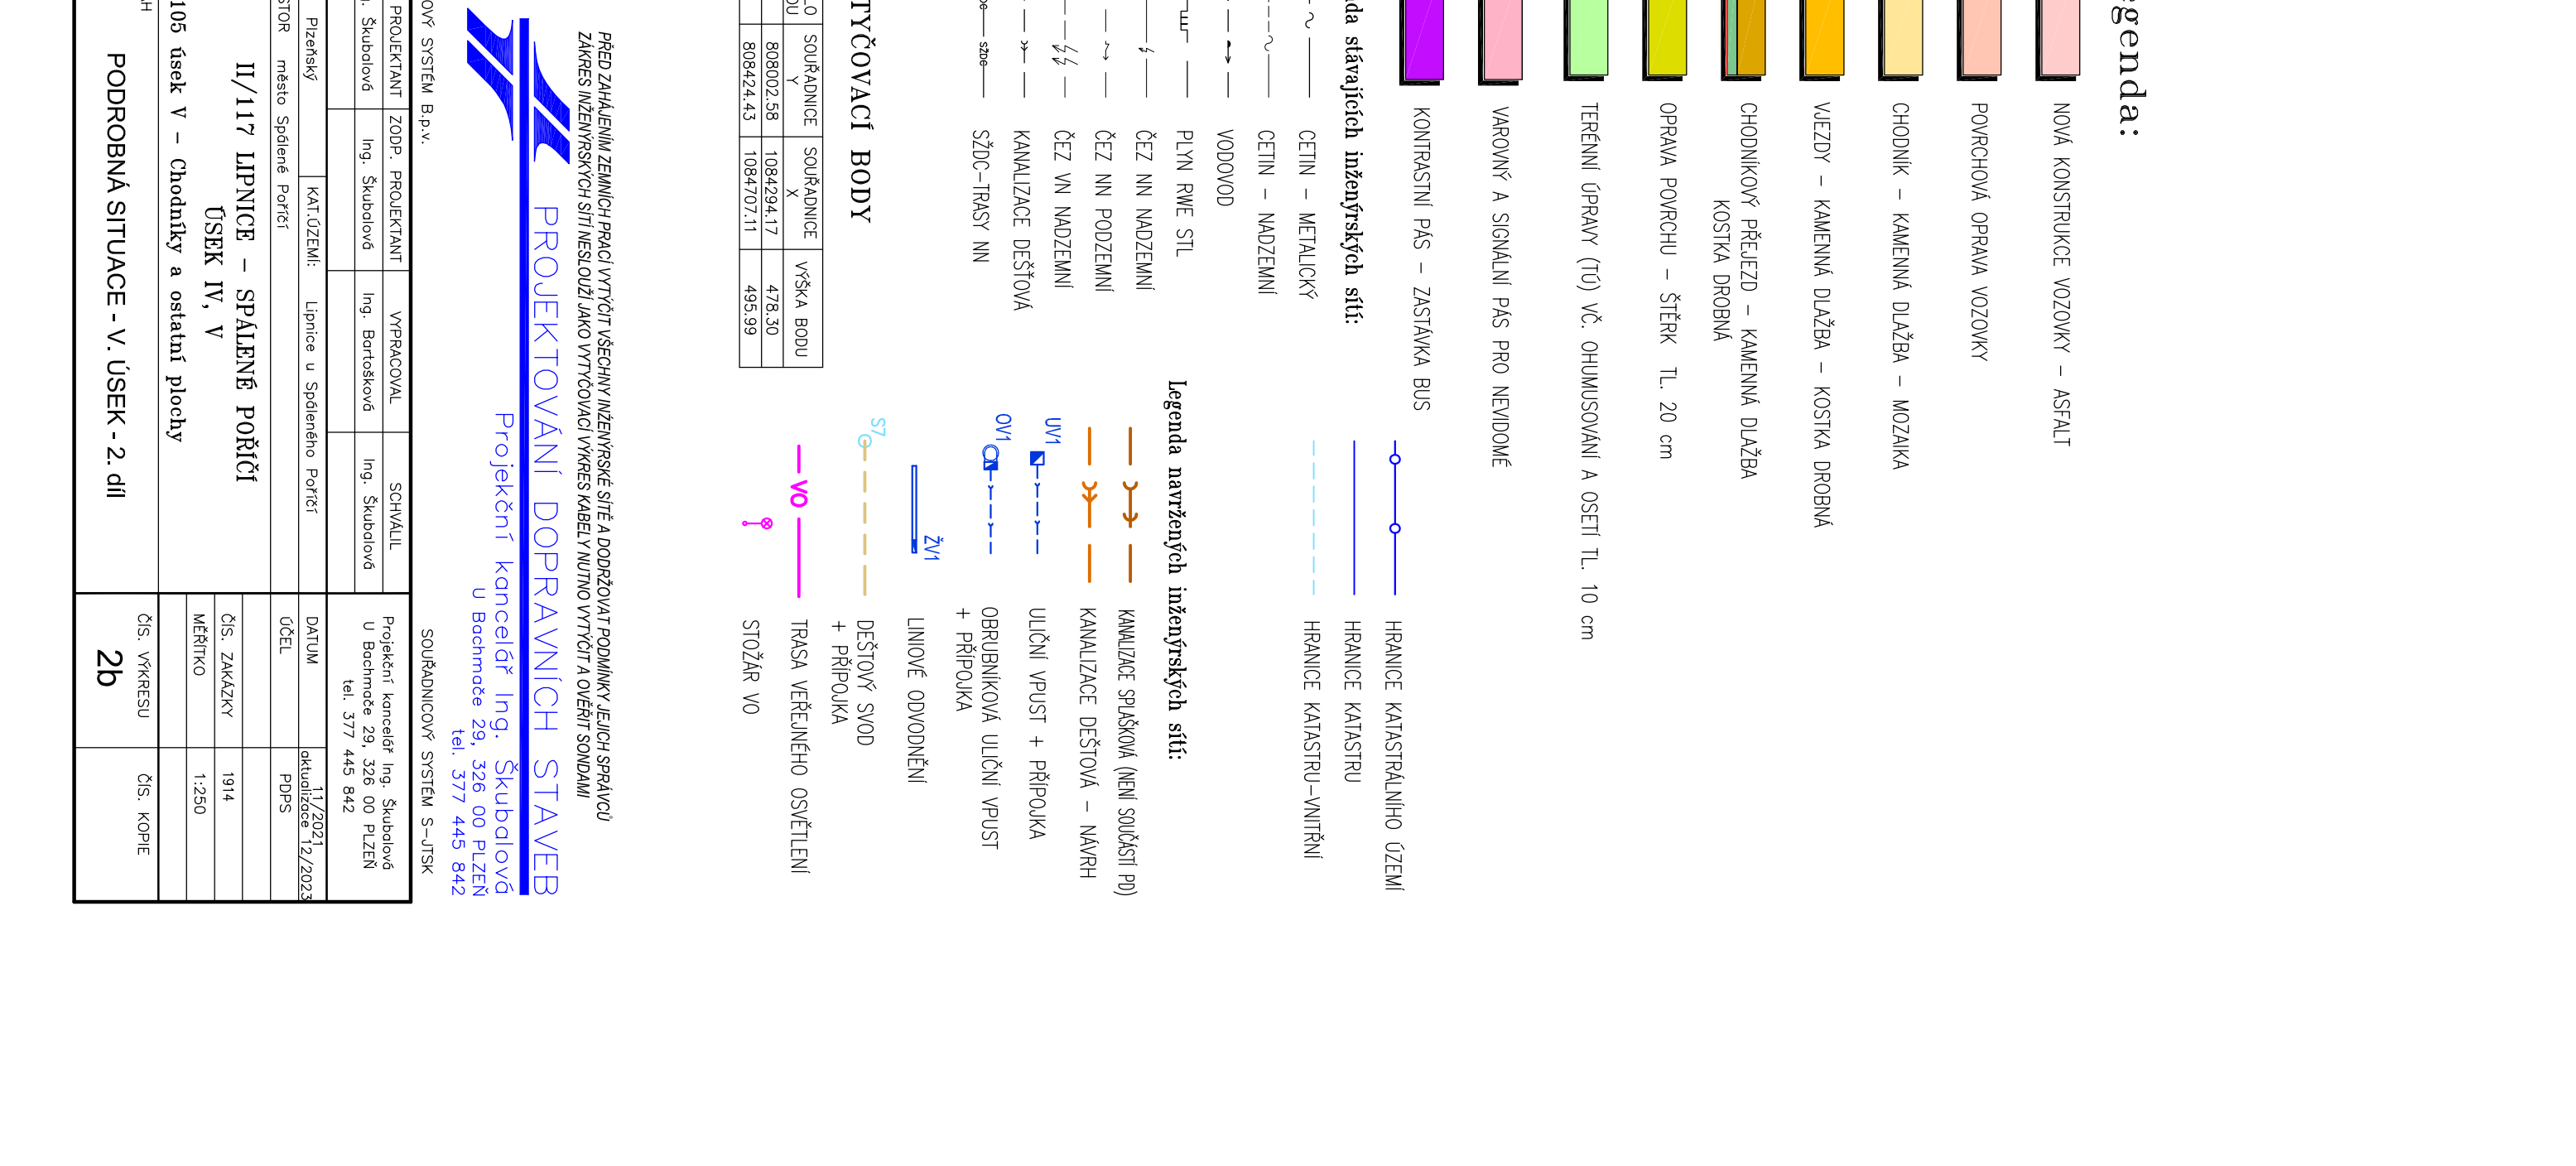 NOVÁ KONSTRUKCE VOZOVKY – ASFALT
POVRCHOVÁ OPRAVA VOZOVKY
CHODNÍK – KAMENNÁ DLAŽBA – MOZAIKA
VJEZDY – KAMENNÁ DLAŽBA – KOSTKA DROBNÁ
CHODNÍKOVÝ PŘEJEZD – KAMENNÁ DLAŽBA
KOSTKA DROBNÁ
OPRAVA POVRCHU – ŠTĚRK TL. 20 cm
TERÉNNÍ ÚPRAVY (TÚ) VČ. OHUMUSOVÁNÍ A OSETÍ TL. 10 cm
VAROVNÝ A SIGNÁLNÍ PÁS PRO NEVIDOMÉ
KONTRASTNÍ PÁS – ZASTÁVKA BUS
stávajících inženýrských sítí:
CETIN – METALICKÝ
CETIN – NADZEMNÍ
VODOVOD
PLYN RWE STL
ČEZ NN NADZEMNÍ
ČEZ NN PODZEMNÍ
ČEZ VN NADZEMNÍ
KANALIZACE DEŠŤOVÁ
SŽDC–TRASY NN
HRANICE KATASTRÁLNÍHO ÚZEMÍ
HRANICE KATASTRU
HRANICE KATASTRU–VNITŘNÍ
Legenda navržených inženýrských sítí:
KANALIZACE SPLAŠKOVÁ (NENÍ SOUČÁSTÍ PD)
KANALIZACE DEŠŤOVÁ – NÁVRH
UV1 ULIČNÍ VPUST + PŘÍPOJKA
OV1 OBRUBNÍKOVÁ ULIČNÍ VPUST
+ PŘÍPOJKA
ŽV1 LINIOVÉ ODVODNĚNÍ
S7 DEŠŤOVÝ SVOD
+ PŘÍPOJKA
VO TRASA VEŘEJNÉHO OSVĚTLENÍ
STOŽÁR VO
BODY
SOUŘADNICE Y SOUŘADNICE X VÝŠKA BODU
808002.58 1084294.17 478.30
808424.43 1084707.11 495.99
PŘED ZAHÁJENÍM ZEMNÍCH PRACÍ VYTÝČIT VŠECHNY INŽENÝRSKÉ SÍTĚ A DODRŽOVAT PODMÍNKY JEJICH SPRÁVCŮ
ZÁKRES INŽENÝRSKÝCH SÍTÍ NESLOUŽÍ JAKO VYTYČOVACÍ VÝKRES KABELY NUTNO VYTÝČIT A OVĚŘIT SONDAMI
PROJEKTOVÁNÍ DOPRAVNÍCH STAVEB
Projekční kancelář Ing. Škubalová
U Bachmače 29, 326 00 PLZEŇ
tel. 377 445 842
SYSTÉM B.p.v. SOUŘADNICOVÝ SYSTÉM S–JTSK
PROJEKTANT ZODP. PROJEKTANT VYPRACOVAL SCHVÁLIL
Škubalová Ing. Škubalová Ing. Bartošková Ing. Škubalová
Projekční kancelář Ing. Škubalová
U Bachmače 29, 326 00 PLZEŇ
tel. 377 445 842
Plzeňský KAT.ÚZEMÍ: Lipnice u Spáleného Poříčí
město Spálené Poříčí
DATUM 11/2021
aktualizace 12/2023
ÚČEL PDPS
II/117 LIPNICE – SPÁLENÉ POŘÍČÍ
ÚSEK IV, V
ČÍS. ZAKÁZKY 1914
MĚŘÍTKO 1:250
105 úsek V – Chodníky a ostatní plochy
PODROBNÁ SITUACE - V. ÚSEK - 2. díl
ČÍS. VÝKRESU ČÍS. KOPIE
2b